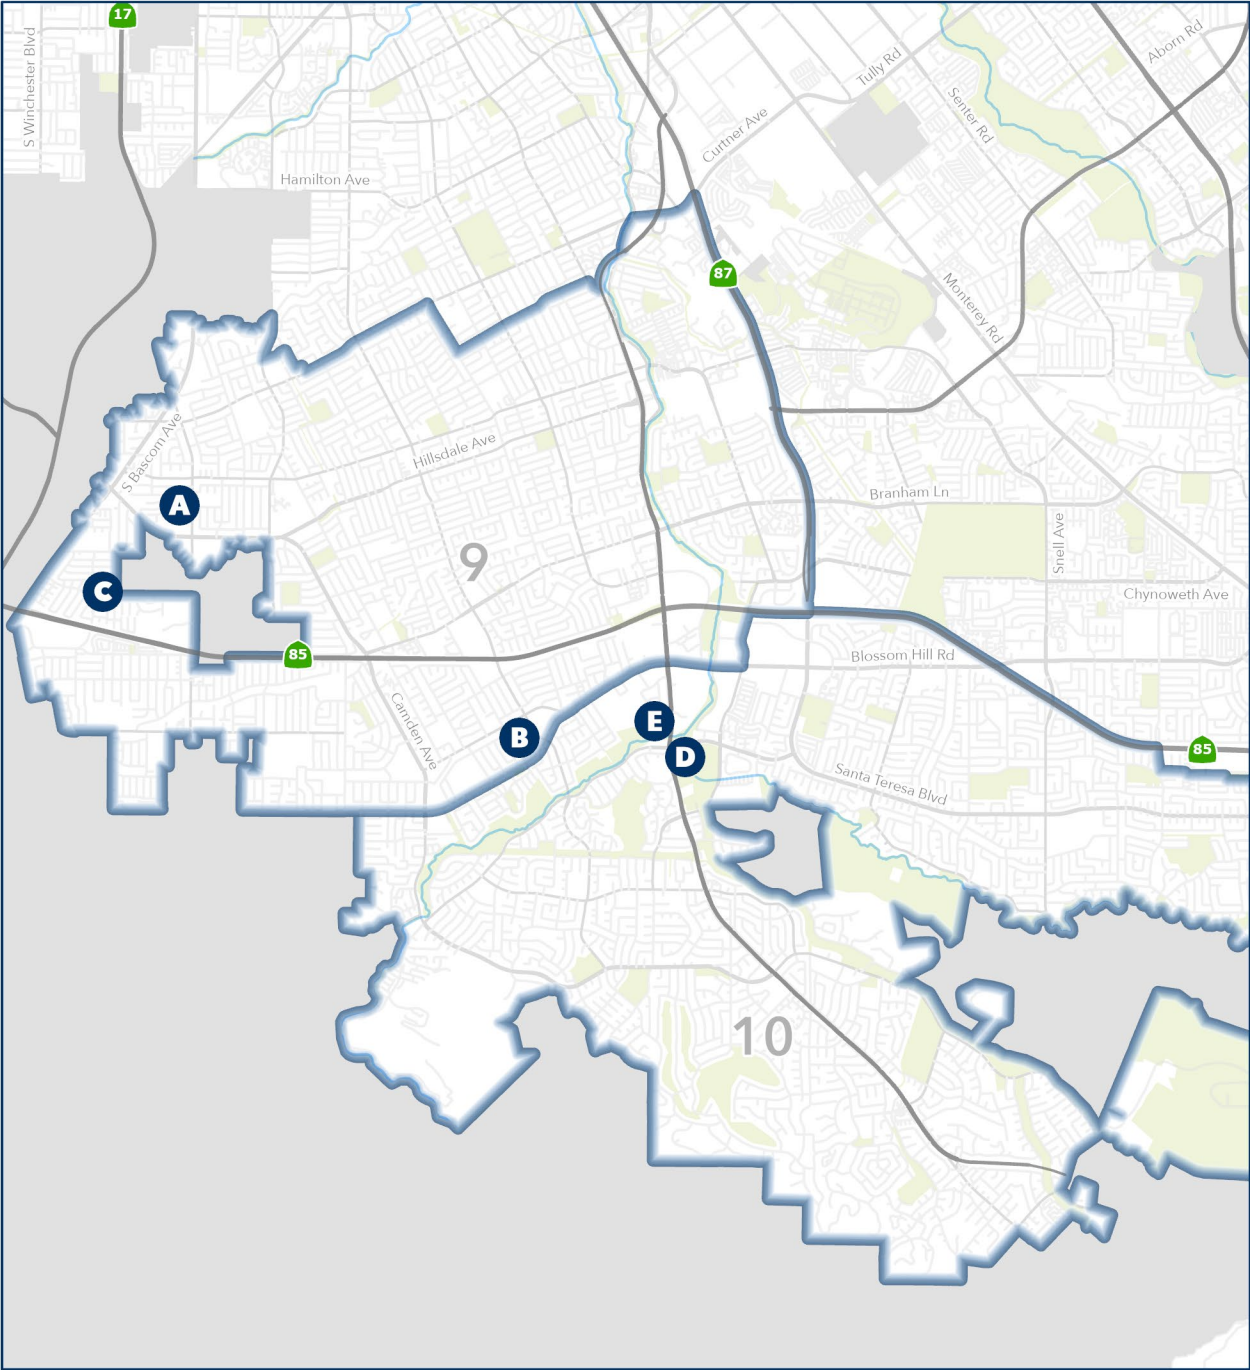 17
S Winchester Blvd
Aborn Rd
Tully Rd
Senter Rd
Curtner Ave
Hamilton Ave
87
Monterey Rd
S Bascom Ave
Hillsdale Ave
Branham Ln
A
Snell Ave
9
C
Chynoweth Ave
85
Blossom Hill Rd
Camden Ave
E
B
85
D
Santa Teresa Blvd
10